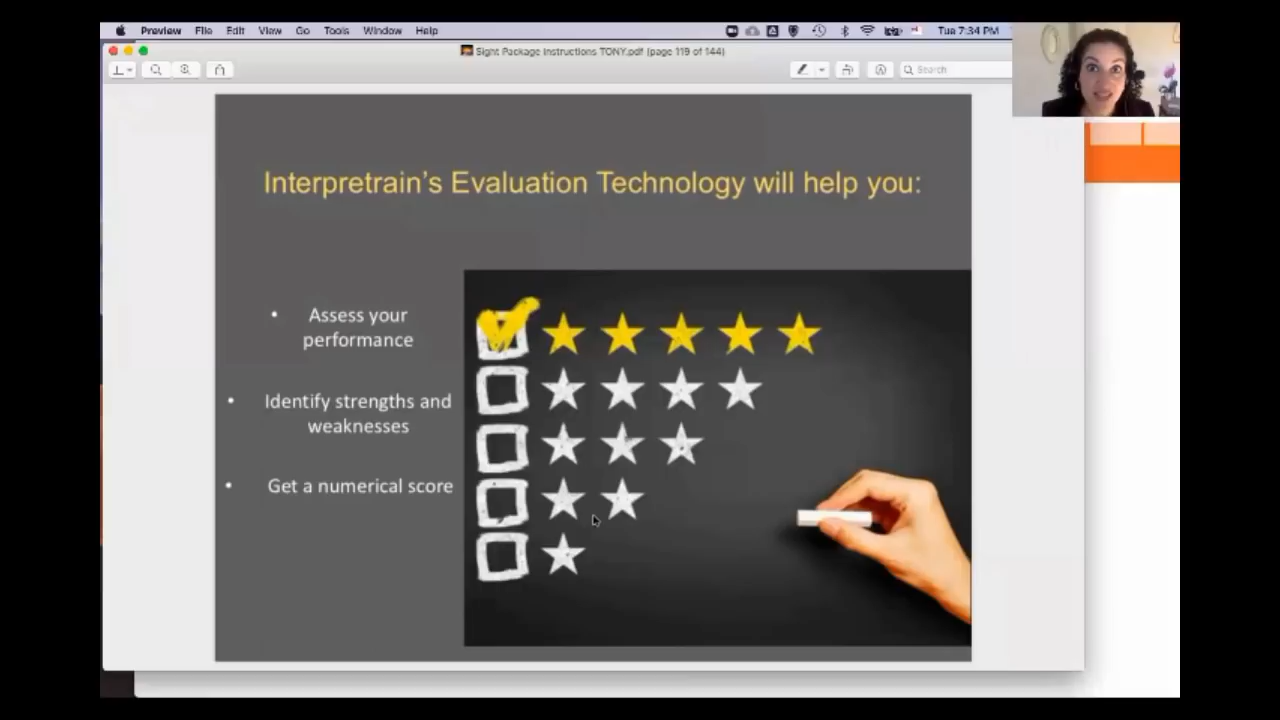 Preview File Edit View Go Tools Window Help Tue 7:34 PM
Sight Package Instructions TONY.pdf (page 119 of 144)
Search
Interpretrain's Evaluation Technology will help you:
• Assess your
performance
• Identify strengths and
weaknesses
• Get a numerical score